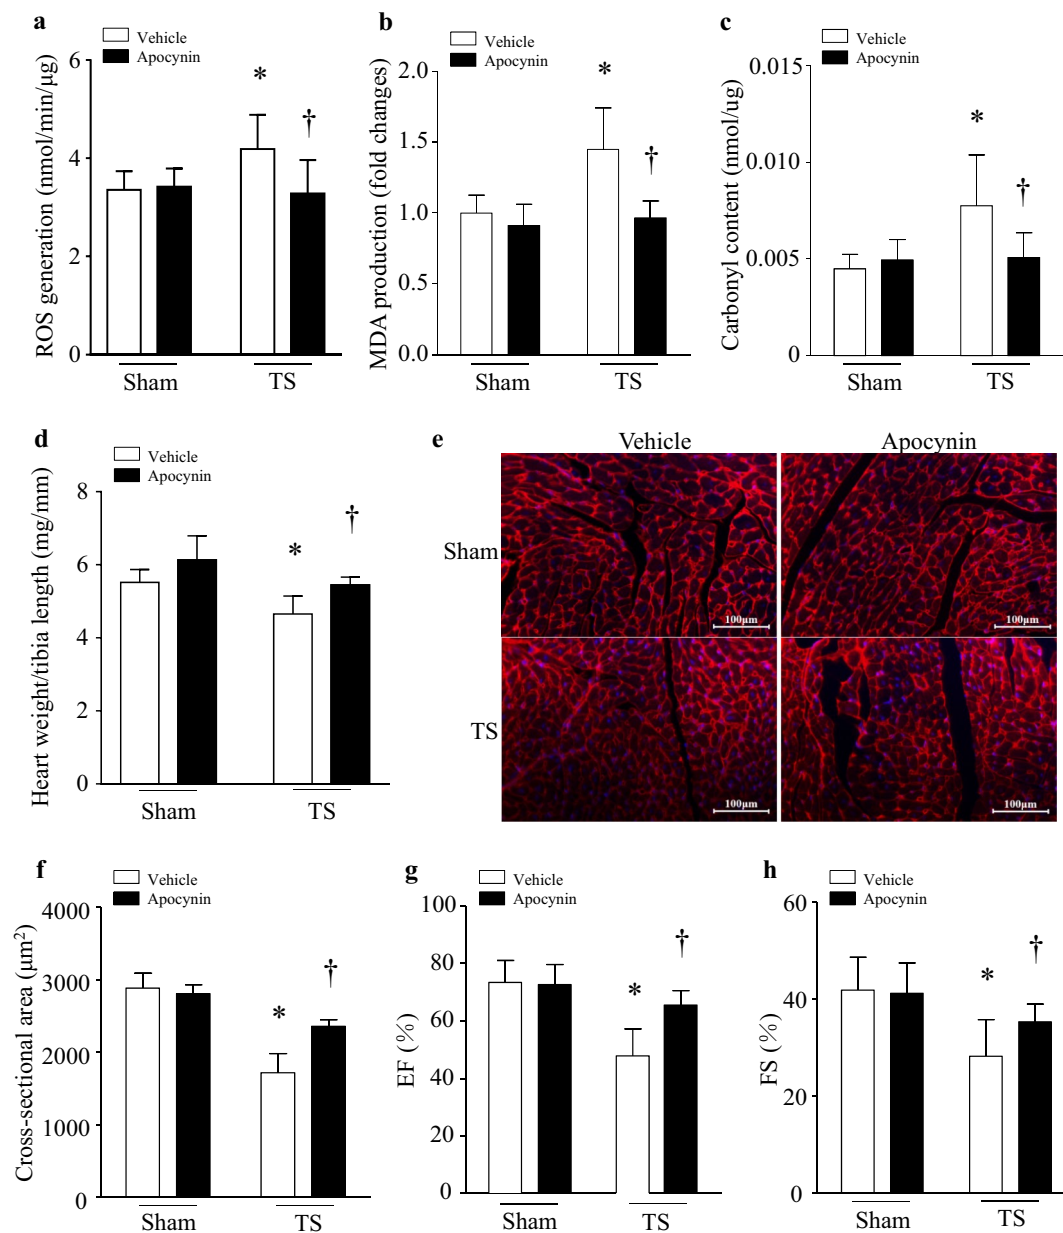 a
Vehicle
Apocynin
ROS generation (nmol/min/μg)
6
4
2
0
*
†
Sham
TS
b
Vehicle
Apocynin
MDA production (fold changes)
2.0
1.5
1.0
0.5
0.0
*
†
Sham
TS
c
Vehicle
Apocynin
Carbonyl content (nmol/ug)
0.015
0.010
0.005
0
*
†
Sham
TS
d
Vehicle
Apocynin
Heart weight/tibia length (mg/mm)
8
6
4
2
0
*
†
Sham
TS
e
Vehicle
Apocynin
Sham
100μm
100μm
TS
100μm
100μm
f
Vehicle
Apocynin
Cross-sectional area (μm²)
4000
3000
2000
1000
0
*
†
Sham
TS
g
Vehicle
Apocynin
EF (%)
100
80
60
40
20
0
*
†
Sham
TS
h
Vehicle
Apocynin
FS (%)
60
40
20
0
*
†
Sham
TS